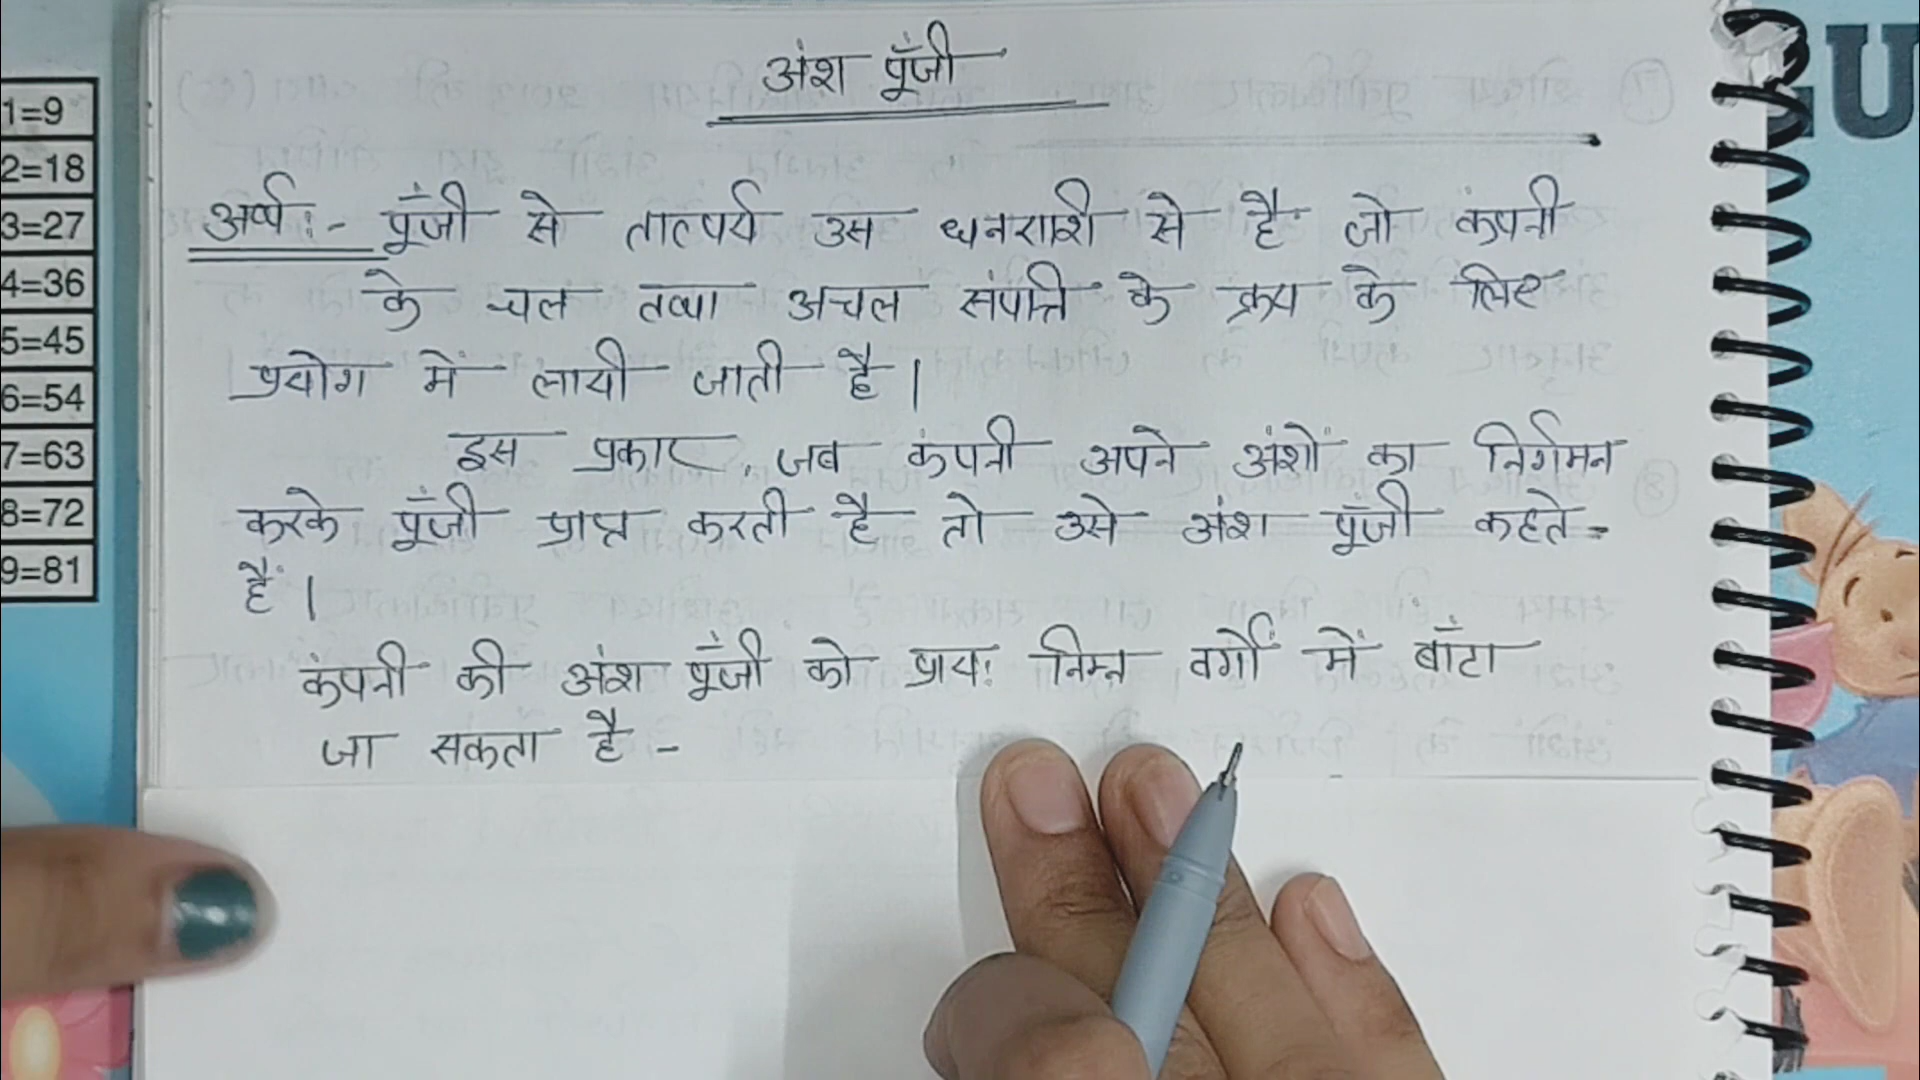 अंश पूँजी
अर्थ :- पूंजी से तात्पर्य उस धनराशि से है जो कंपनी
के चल तथा अचल संपत्ति के क्रय के लिए
प्रयोग में लायी जाती है।
इस प्रकार, जब कंपनी अपने अंशों का निर्गमन
करके पूँजी प्राप्त करती है तो उसे अंश पूंजी कहते
हैं।
कंपनी की अंश पूँजी को प्राय: निम्न वर्गों में बाँटा
जा सकता है -
1=9
2=18
3=27
4=36
5=45
6=54
7=63
8=72
9=81
GU